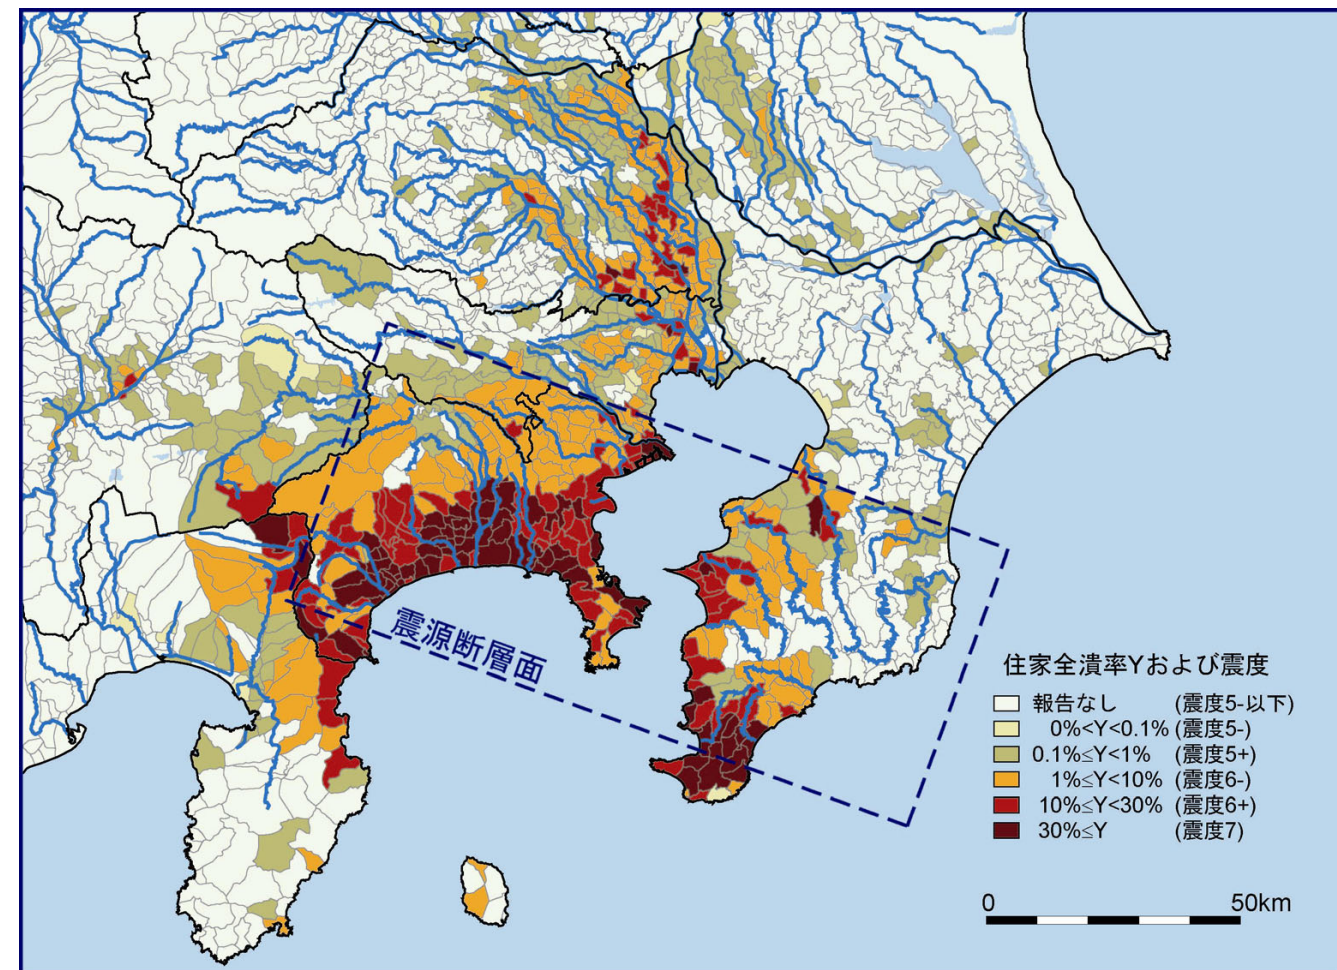 震源断層面
住家全潰率Yおよび震度
報告なし (震度5-以下)
0%<Y<0.1% (震度5-)
0.1%≤Y<1% (震度5+)
1%≤Y<10% (震度6-)
10%≤Y<30% (震度6+)
30%≤Y (震度7)
0 50km